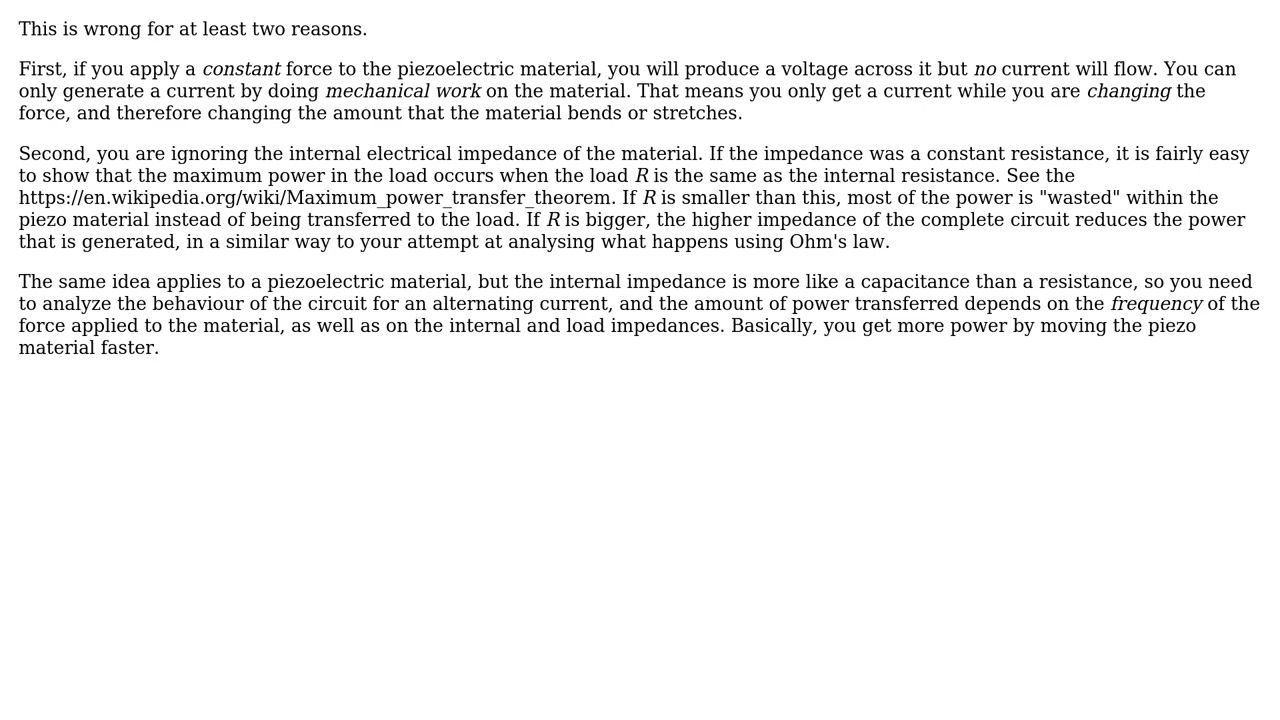 This is wrong for at least two reasons.
First, if you apply a constant force to the piezoelectric material, you will produce a voltage across it but no current will flow. You can
only generate a current by doing mechanical work on the material. That means you only get a current while you are changing the
force, and therefore changing the amount that the material bends or stretches.
Second, you are ignoring the internal electrical impedance of the material. If the impedance was a constant resistance, it is fairly easy
to show that the maximum power in the load occurs when the load R is the same as the internal resistance. See the
https://en.wikipedia.org/wiki/Maximum_power_transfer_theorem. If R is smaller than this, most of the power is "wasted" within the
piezo material instead of being transferred to the load. If R is bigger, the higher impedance of the complete circuit reduces the power
that is generated, in a similar way to your attempt at analysing what happens using Ohm's law.
The same idea applies to a piezoelectric material, but the internal impedance is more like a capacitance than a resistance, so you need
to analyze the behaviour of the circuit for an alternating current, and the amount of power transferred depends on the frequency of the
force applied to the material, as well as on the internal and load impedances. Basically, you get more power by moving the piezo
material faster.